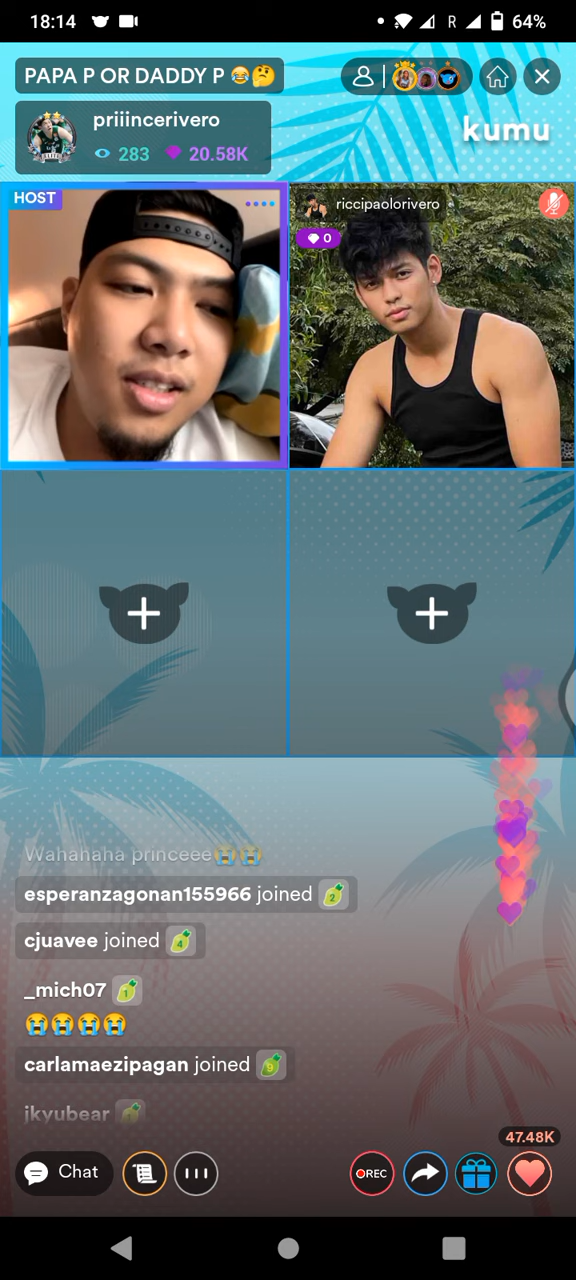 18:14
R
64%
PAPA P OR DADDY P 😂🤔
priiincerivero
283 20.58K
kumu
HOST
riccipaolorivero
0
Wahahaha princeee😭😭
esperanzagonan155966 joined 2
cjuavee joined 4
_mich07 1
😭😭😭😭
carlamaezipagan joined 9
jkyubear
47.48K
Chat
REC